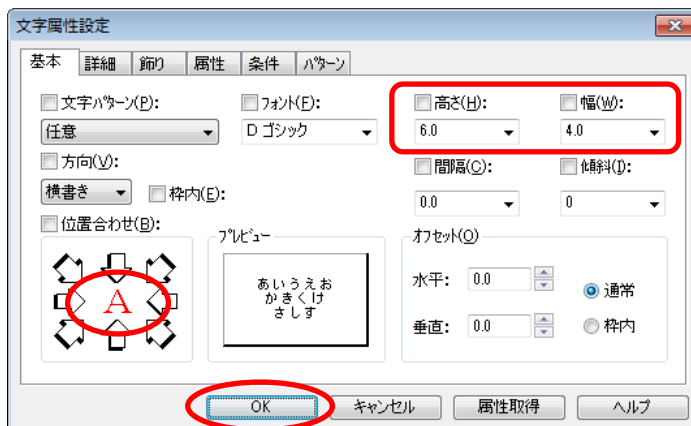 文字属性設定
基本 詳細 飾り 属性 条件 パターン
文字パターン(P): フォント(F): 高さ(H): 幅(W):
任意 D ゴシック 6.0 4.0
方向(V): 間隔(C): 傾斜(I):
横書き 枠内(E): 0.0 0
位置合わせ(B): プレビュー オフセット(O)
A
あいうえお
かきくけ
さしす
水平: 0.0 通常
垂直: 0.0 枠内
OK キャンセル 属性取得 ヘルプ